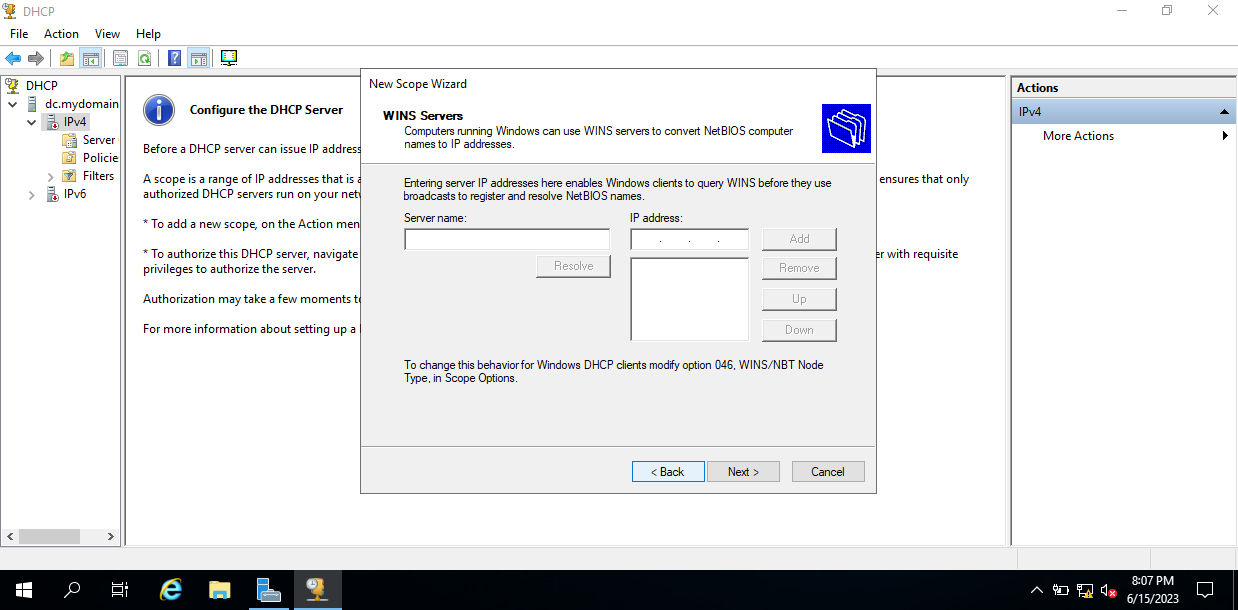 DHCP
File Action View Help
DHCP
dc.mydomain
IPv4
Server
Policie
Filters
IPv6
Configure the DHCP Server
Before a DHCP server can issue IP address
A scope is a range of IP addresses that is a
ensures that only
authorized DHCP servers run on your netw
* To add a new scope, on the Action men
* To authorize this DHCP server, navigate
er with requisite
privileges to authorize the server.
Authorization may take a few moments to
For more information about setting up a
New Scope Wizard
WINS Servers
Computers running Windows can use WINS servers to convert NetBIOS computer
names to IP addresses.
Entering server IP addresses here enables Windows clients to query WINS before they use
broadcasts to register and resolve NetBIOS names.
Server name:
IP address:
. . .
Add
Resolve
Remove
Up
Down
To change this behavior for Windows DHCP clients modify option 046, WINS/NBT Node
Type, in Scope Options.
< Back
Next >
Cancel
Actions
IPv4
More Actions
8:07 PM
6/15/2023